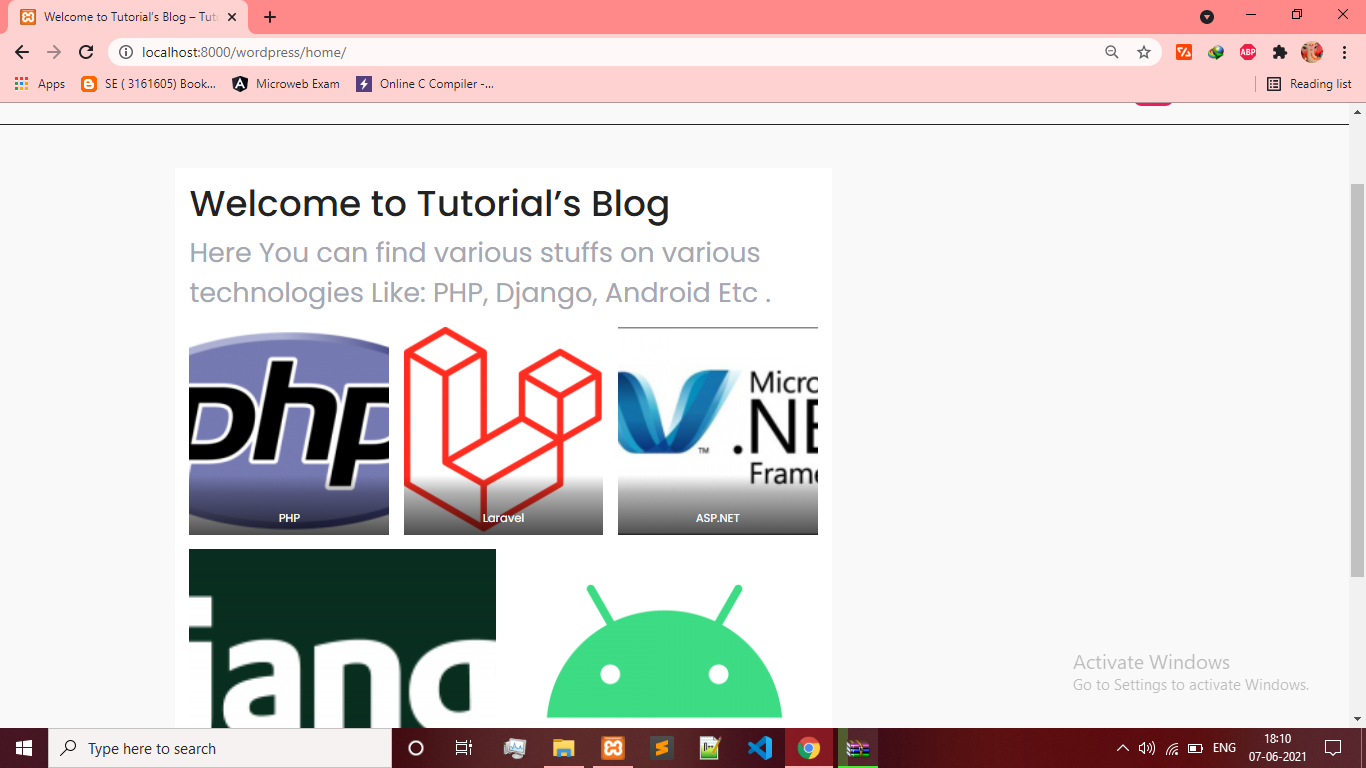 Welcome to Tutorial's Blog – Tut
localhost:8000/wordpress/home/
ABP
Apps
SE ( 3161605) Book...
Microweb Exam
Online C Compiler -...
Reading list
Welcome to Tutorial’s Blog
Here You can find various stuffs on various
technologies Like: PHP, Django, Android Etc .
php
Micro
.NE
TM
Frame
PHP
Laravel
ASP.NET
jang
Activate Windows
Go to Settings to activate Windows.
Type here to search
ENG
18:10
07-06-2021